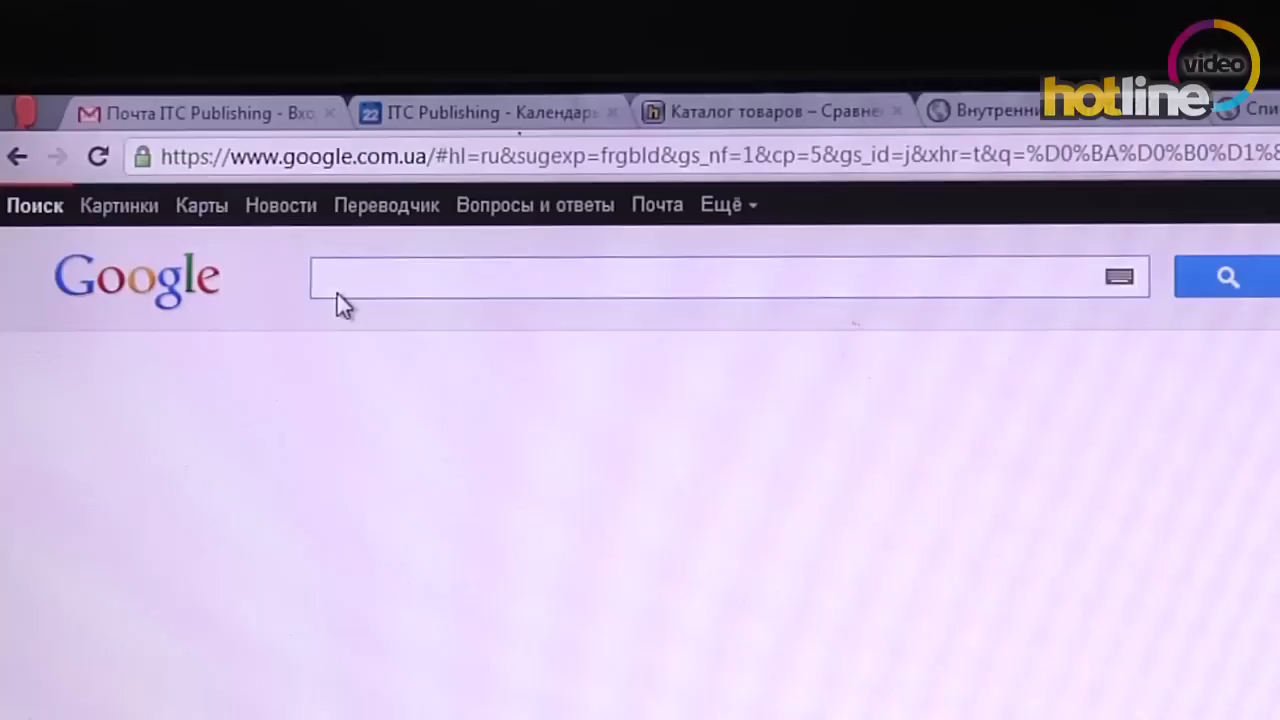 video
hotline
Почта ITC Publishing - Вхо
ITC Publishing - Календарь
Каталог товаров – Сравне
Внутренни
Спи
https://www.google.com.ua/#hl=ru&sugexp=frgbld&gs_nf=1&cp=5&gs_id=j&xhr=t&q=%D0%BA%D0%B0%D1%8
Поиск Картинки Карты Новости Переводчик Вопросы и ответы Почта Ещё
Google